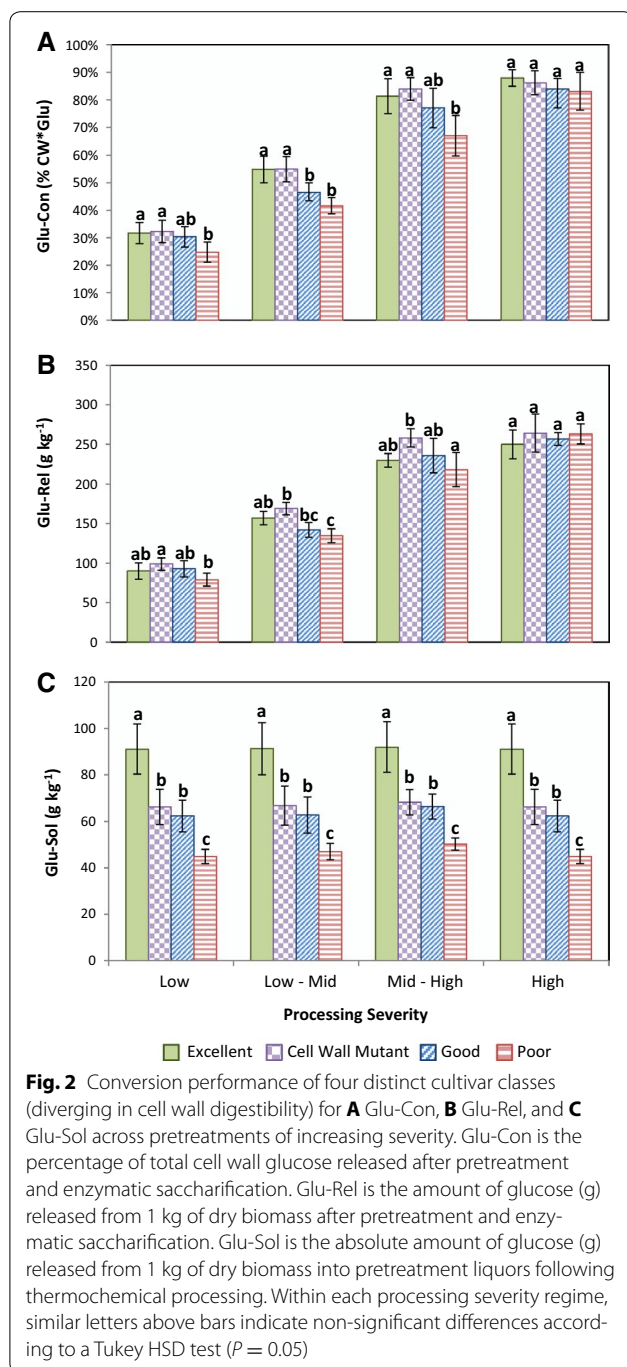 A
Glu-Con (% CW*Glu)
100%
90%
80%
70%
60%
50%
40%
30%
20%
10%
0%
a a ab b
a a b b
a a ab b
a a a a
B
Glu-Rel (g kg-1)
350
300
250
200
150
100
50
0
ab a ab b
ab b bc c
ab b ab a
a a a a
C
Glu-Sol (g kg-1)
120
100
80
60
40
20
0
a b b c
a b b c
a b b c
a b b c
Low Low - Mid Mid - High High
Processing Severity
Excellent Cell Wall Mutant Good Poor
Fig. 2 Conversion performance of four distinct cultivar classes
(diverging in cell wall digestibility) for A Glu-Con, B Glu-Rel, and C
Glu-Sol across pretreatments of increasing severity. Glu-Con is the
percentage of total cell wall glucose released after pretreatment
and enzymatic saccharification. Glu-Rel is the amount of glucose (g)
released from 1 kg of dry biomass after pretreatment and enzy-
matic saccharification. Glu-Sol is the absolute amount of glucose (g)
released from 1 kg of dry biomass into pretreatment liquors following
thermochemical processing. Within each processing severity regime,
similar letters above bars indicate non-significant differences accord-
ing to a Tukey HSD test (P = 0.05)